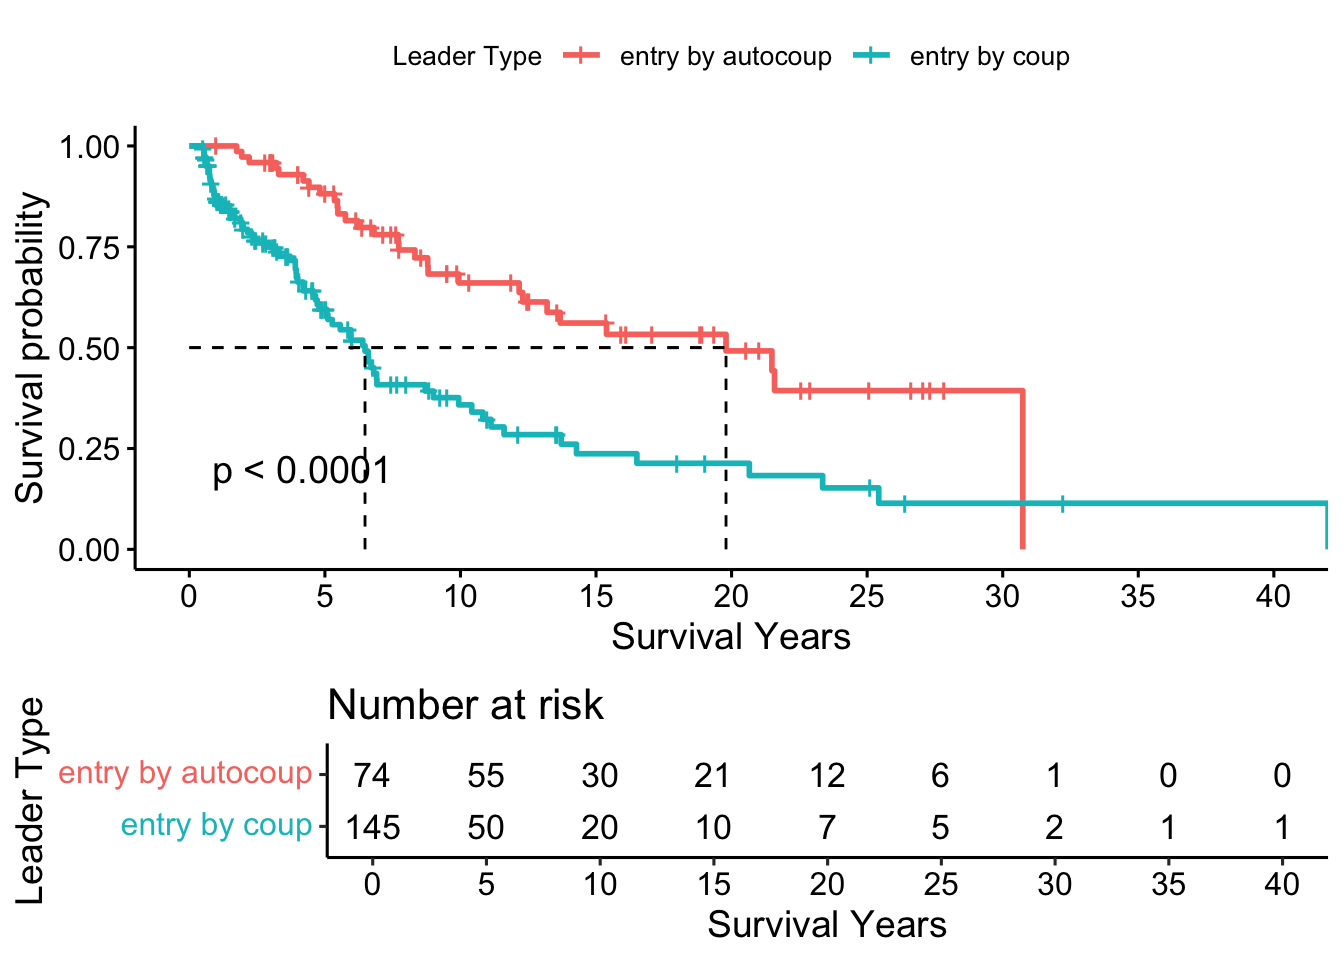 Leader Type entry by autocoup entry by coup
Survival probability
1.00
0.75
0.50
0.25
0.00
p < 0.0001
0 5 10 15 20 25 30 35 40
Survival Years
Number at risk
Leader Type
entry by autocoup 74 55 30 21 12 6 1 0 0
entry by coup 145 50 20 10 7 5 2 1 1
0 5 10 15 20 25 30 35 40
Survival Years